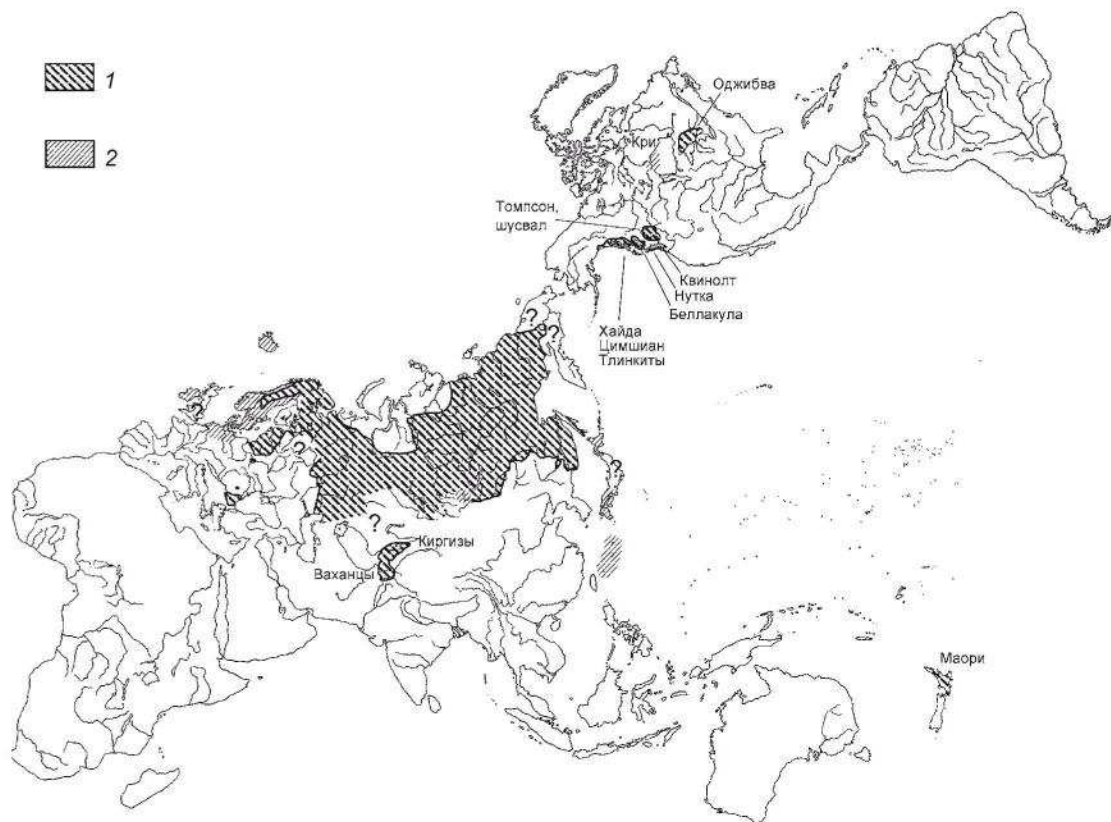 1
2
Оджибва
Кри
Томпсон,
шусвал
Квинолт
Нутка
Беллакула
Хайда
Цимшиан
Тлинкиты
?
?
?
?
?
?
Киргизы
Ваханцы
Маори